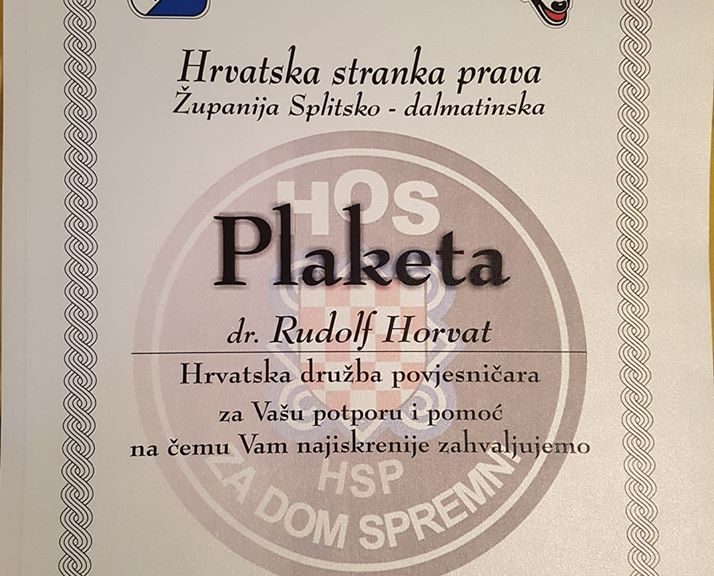 Hrvatska stranka prava
Županija Splitsko - dalmatinska
HOS
Plaketa
dr. Rudolf Horvat
Hrvatska družba povjesničara
za Vašu potporu i pomoć
na čemu Vam najiskrenije zahvaljujemo
HSP
ZA DOM SPREMNI